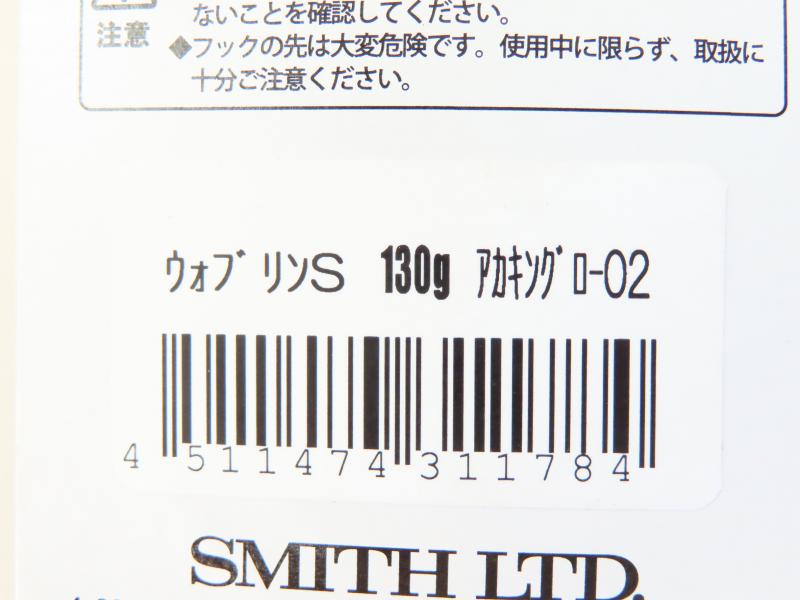 ないことを確認してください。
注意
◆フックの先は大変危険です。使用中に限らず、取扱に
十分ご注意ください。
ｳｫﾌﾞﾘﾝS 130g ｱｶｷﾝｸﾞﾛ-02
4 511474 311784
SMITH LTD.